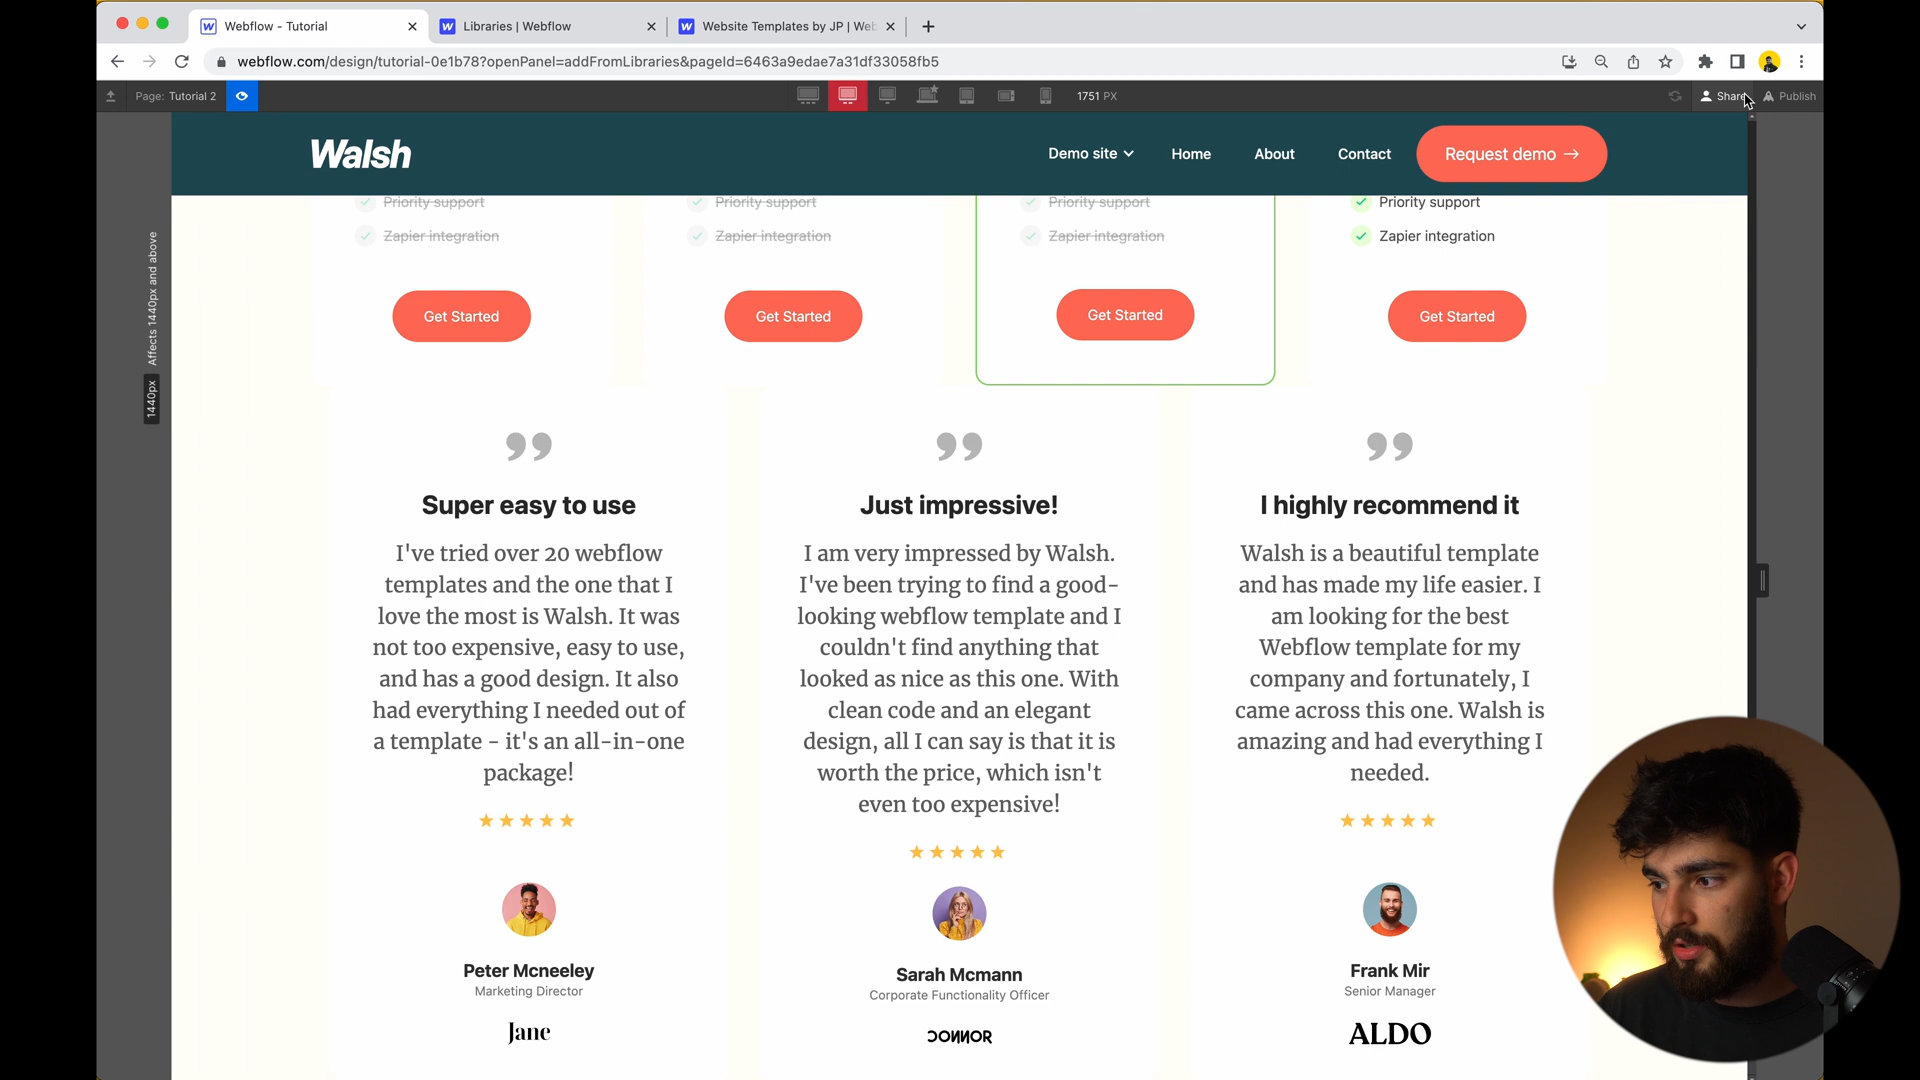 Webflow - Tutorial
Libraries | Webflow
Website Templates by JP | Web
webflow.com/design/tutorial-0e1b78?openPanel=addFromLibraries&pageId=6463a9edae7a31df33058fb5
Page: Tutorial 2
1751 PX
Share
Publish
Affects 1440px and above
1440px
Walsh
Demo site
Home
About
Contact
Request demo →
Priority support
Priority support
Priority support
Priority support
Zapier integration
Zapier integration
Zapier integration
Zapier integration
Get Started
Get Started
Get Started
Get Started
Super easy to use
I've tried over 20 webflow
templates and the one that I
love the most is Walsh. It was
not too expensive, easy to use,
and has a good design. It also
had everything I needed out of
a template - it's an all-in-one
package!
Peter Mcneeley
Marketing Director
Jane
Just impressive!
I am very impressed by Walsh.
I've been trying to find a good-
looking webflow template and I
couldn't find anything that
looked as nice as this one. With
clean code and an elegant
design, all I can say is that it is
worth the price, which isn't
even too expensive!
Sarah Mcmann
Corporate Functionality Officer
CONNOR
I highly recommend it
Walsh is a beautiful template
and has made my life easier. I
am looking for the best
Webflow template for my
company and fortunately, I
came across this one. Walsh is
amazing and had everything I
needed.
Frank Mir
Senior Manager
ALDO